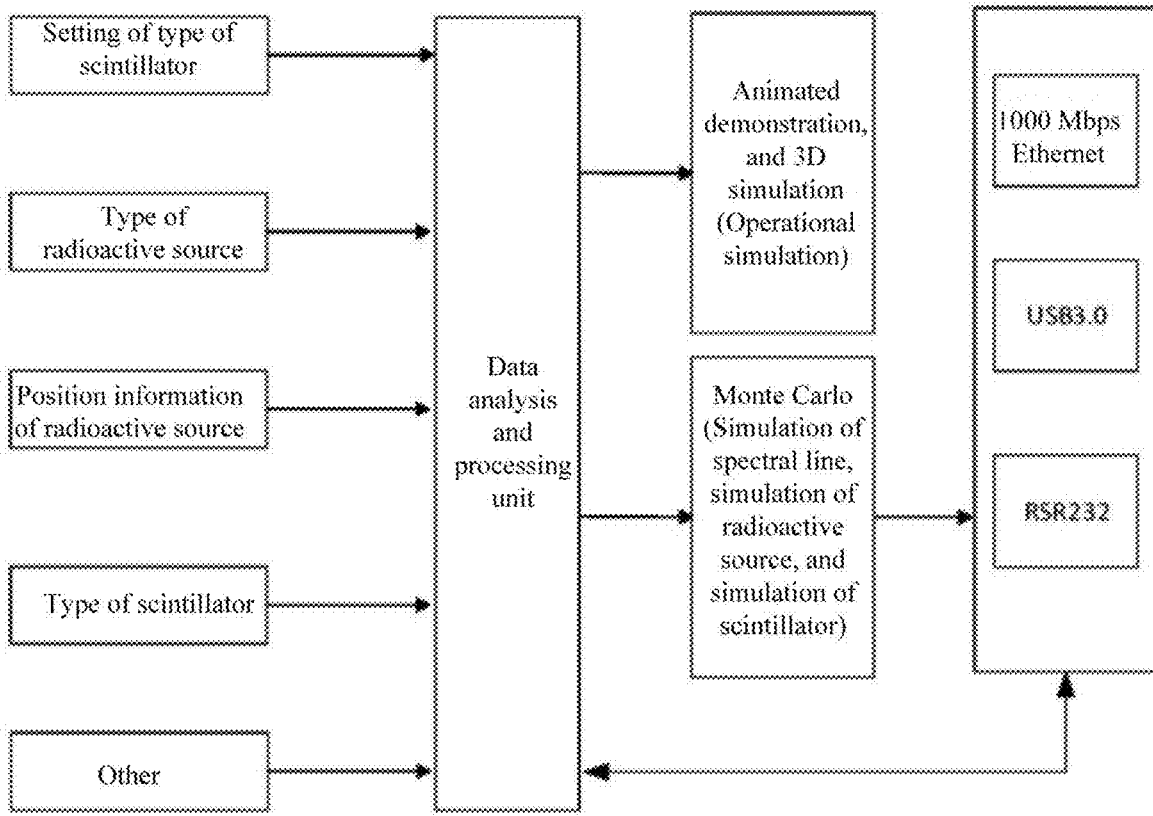 Setting of type of
scintillator
Type of
radioactive source
Position information
of radioactive source
Type of scintillator
Other
Data
analysis
and
processing
unit
Animated
demonstration,
and 3D
simulation
(Operational
simulation)
Monte Carlo
(Simulation of
spectral line,
simulation of
radioactive
source, and
simulation of
scintillator)
1000 Mbps
Ethernet
USB3.0
RSR232